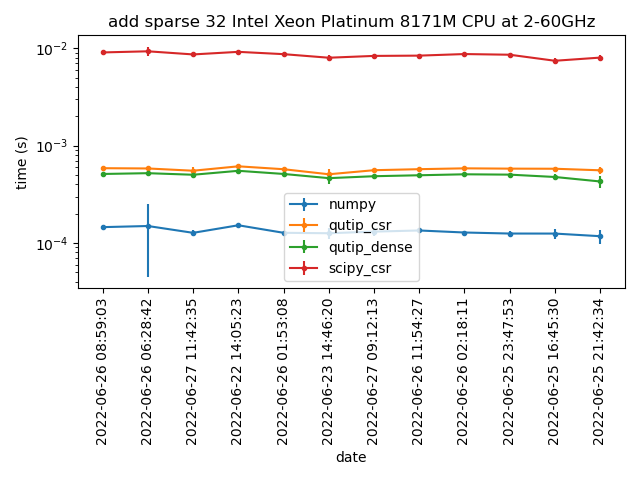 add sparse 32 Intel Xeon Platinum 8171M CPU at 2-60GHz
time (s)
10^-2
10^-3
10^-4
numpy
qutip_csr
qutip_dense
scipy_csr
2022-06-26 08:59:03
2022-06-26 06:28:42
2022-06-27 11:42:35
2022-06-22 14:05:23
2022-06-26 01:53:08
2022-06-23 14:46:20
2022-06-27 09:12:13
2022-06-26 11:54:27
2022-06-26 02:18:11
2022-06-25 23:47:53
2022-06-25 16:45:30
2022-06-25 21:42:34
date